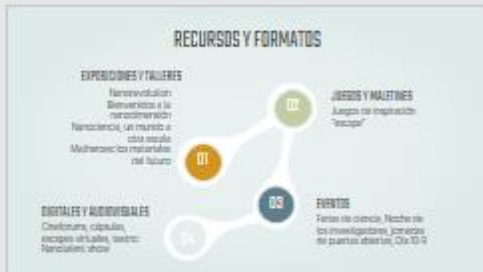 RECURSOS Y FORMATOS
EXPOSICIONES Y TALLERES
Nanorevolution
Bienvenidos a la
nanodimensión
Nanociencia, un mundo a
otra escala
los materiales
del futuro
01
02
JUEGOS Y MALETINES
Juegos de inspiración
"escape"
03
EVENTOS
Ferias de ciencia, Noche de
los investigadores, jornadas
de puertas abiertas, Día 10-9
DIGITALES Y AUDIOVISUALES
Cineforums, cápsulas,
escapes virtuales, teatro:
Nanotalent show
04